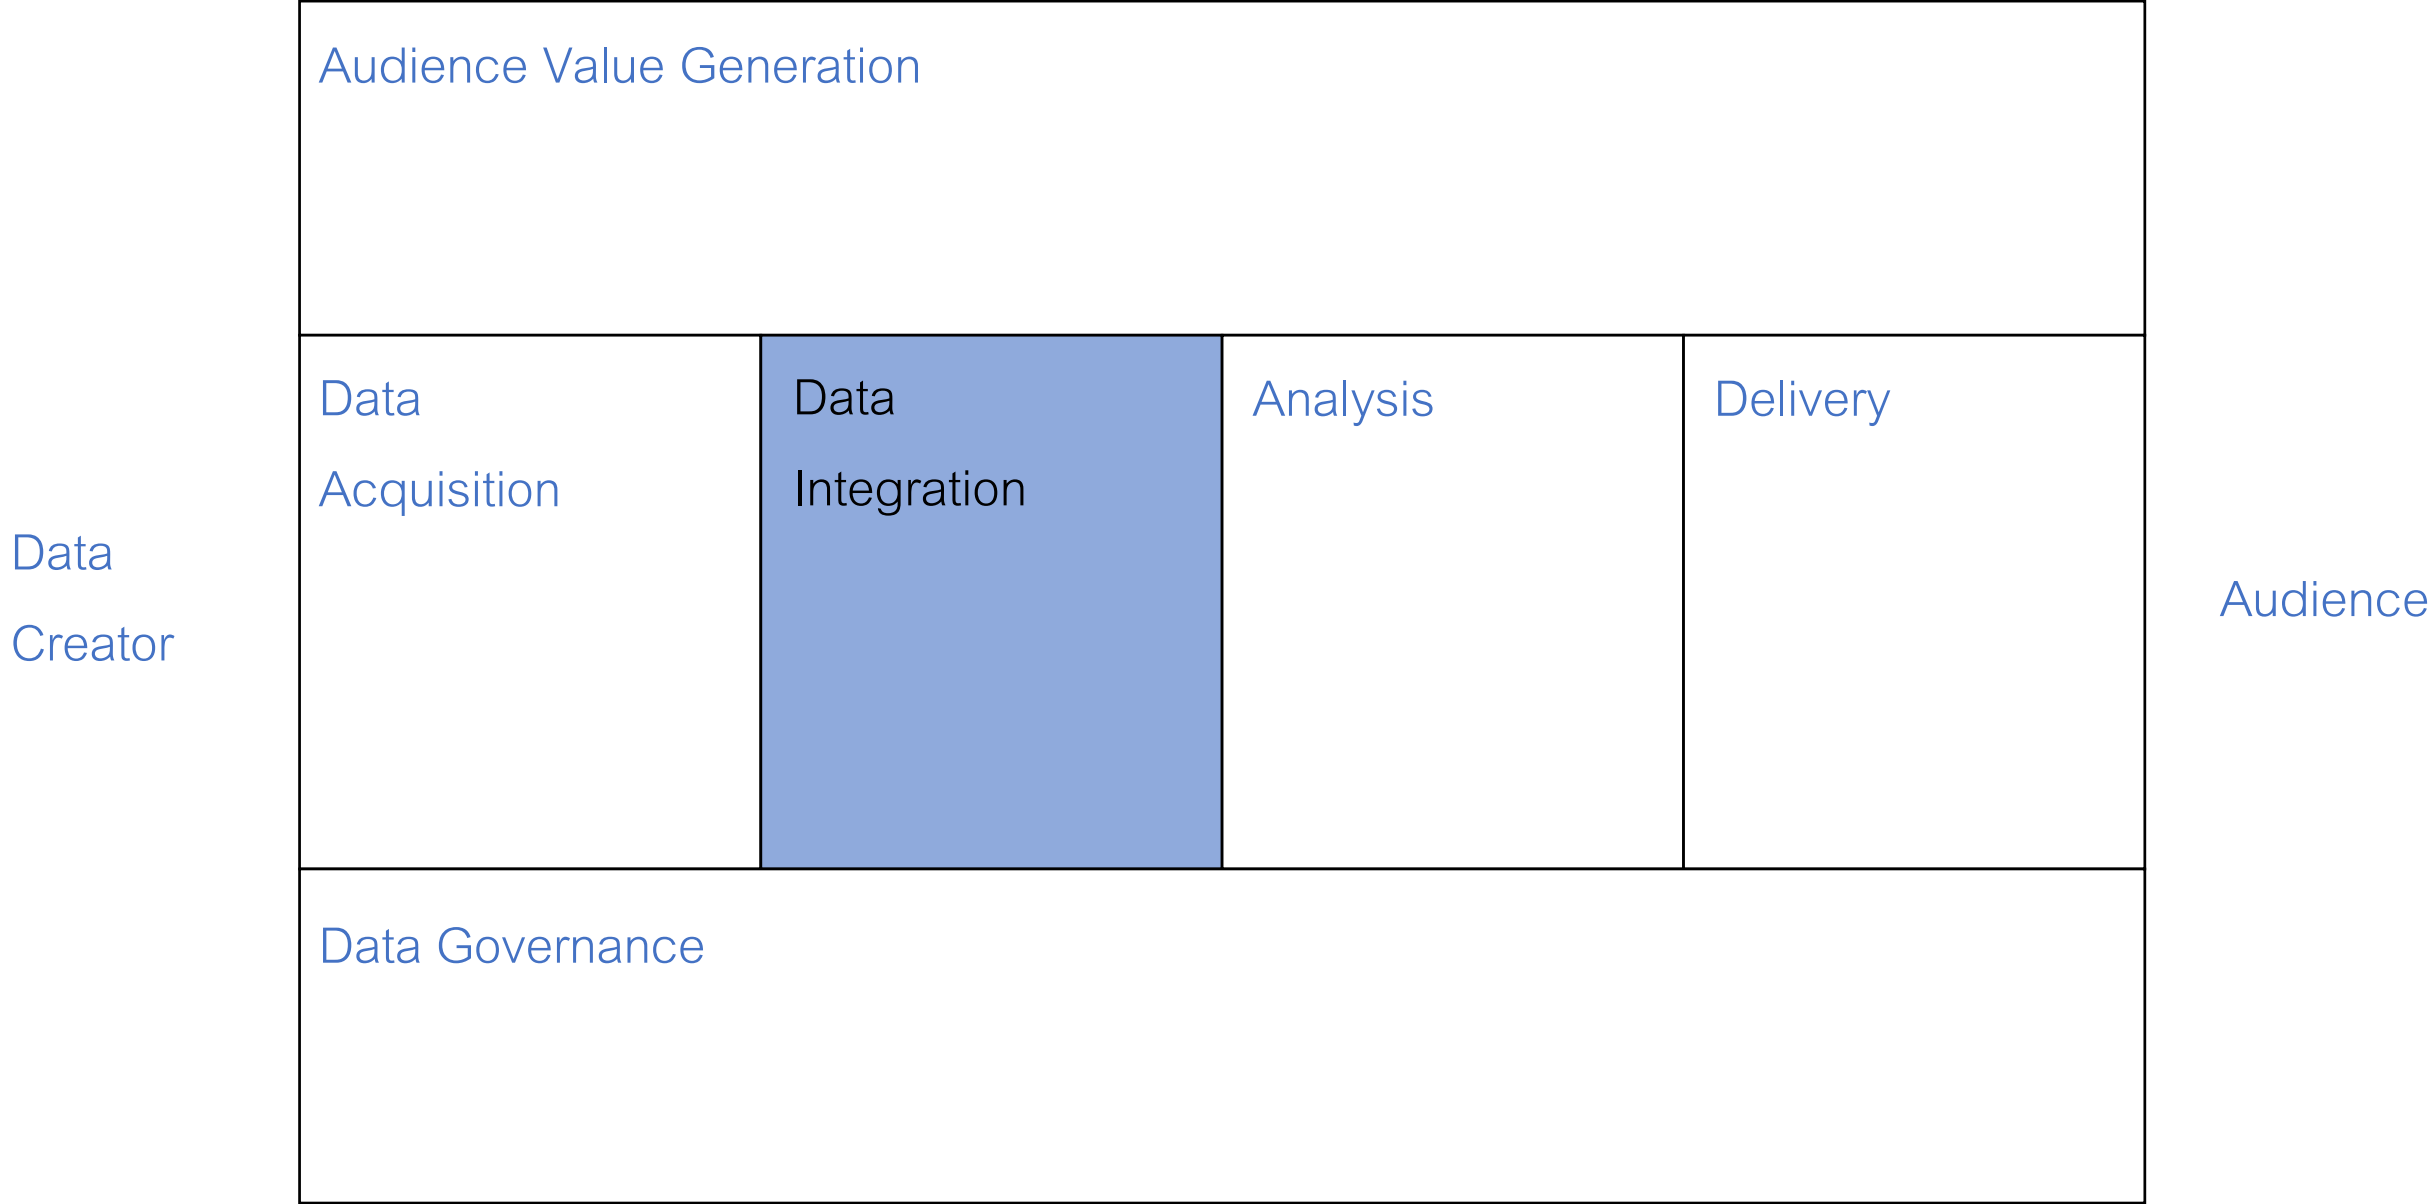 Audience Value Generation
Data
Acquisition
Data
Integration
Analysis
Delivery
Data
Creator
Audience
Data Governance